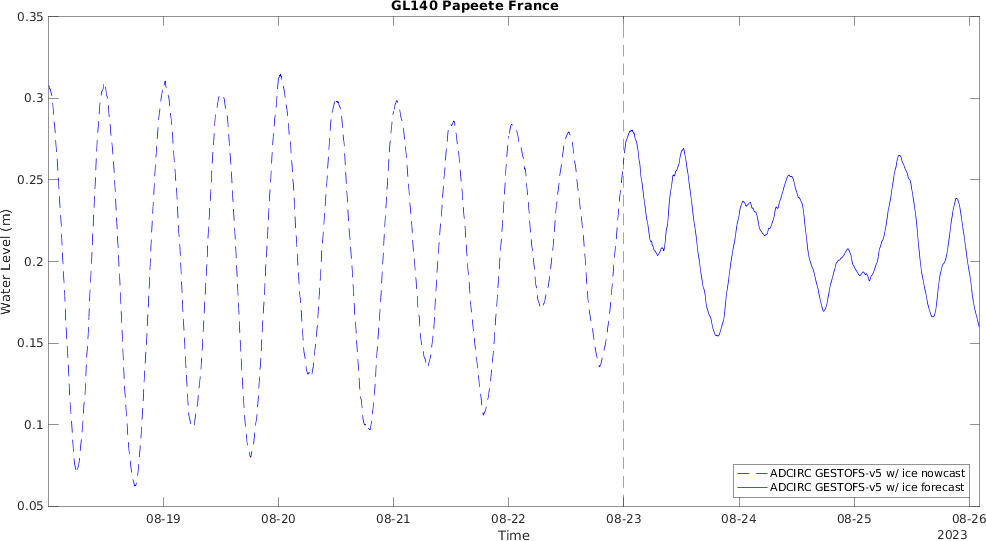 GL140 Papeete France
0.35
0.3
0.25
0.2
0.15
0.1
0.05
Water Level (m)
08-19 08-20 08-21 08-22 08-23 08-24 08-25 08-26
Time
2023
ADCIRC GESTOFS-v5 w/ ice nowcast
ADCIRC GESTOFS-v5 w/ ice forecast